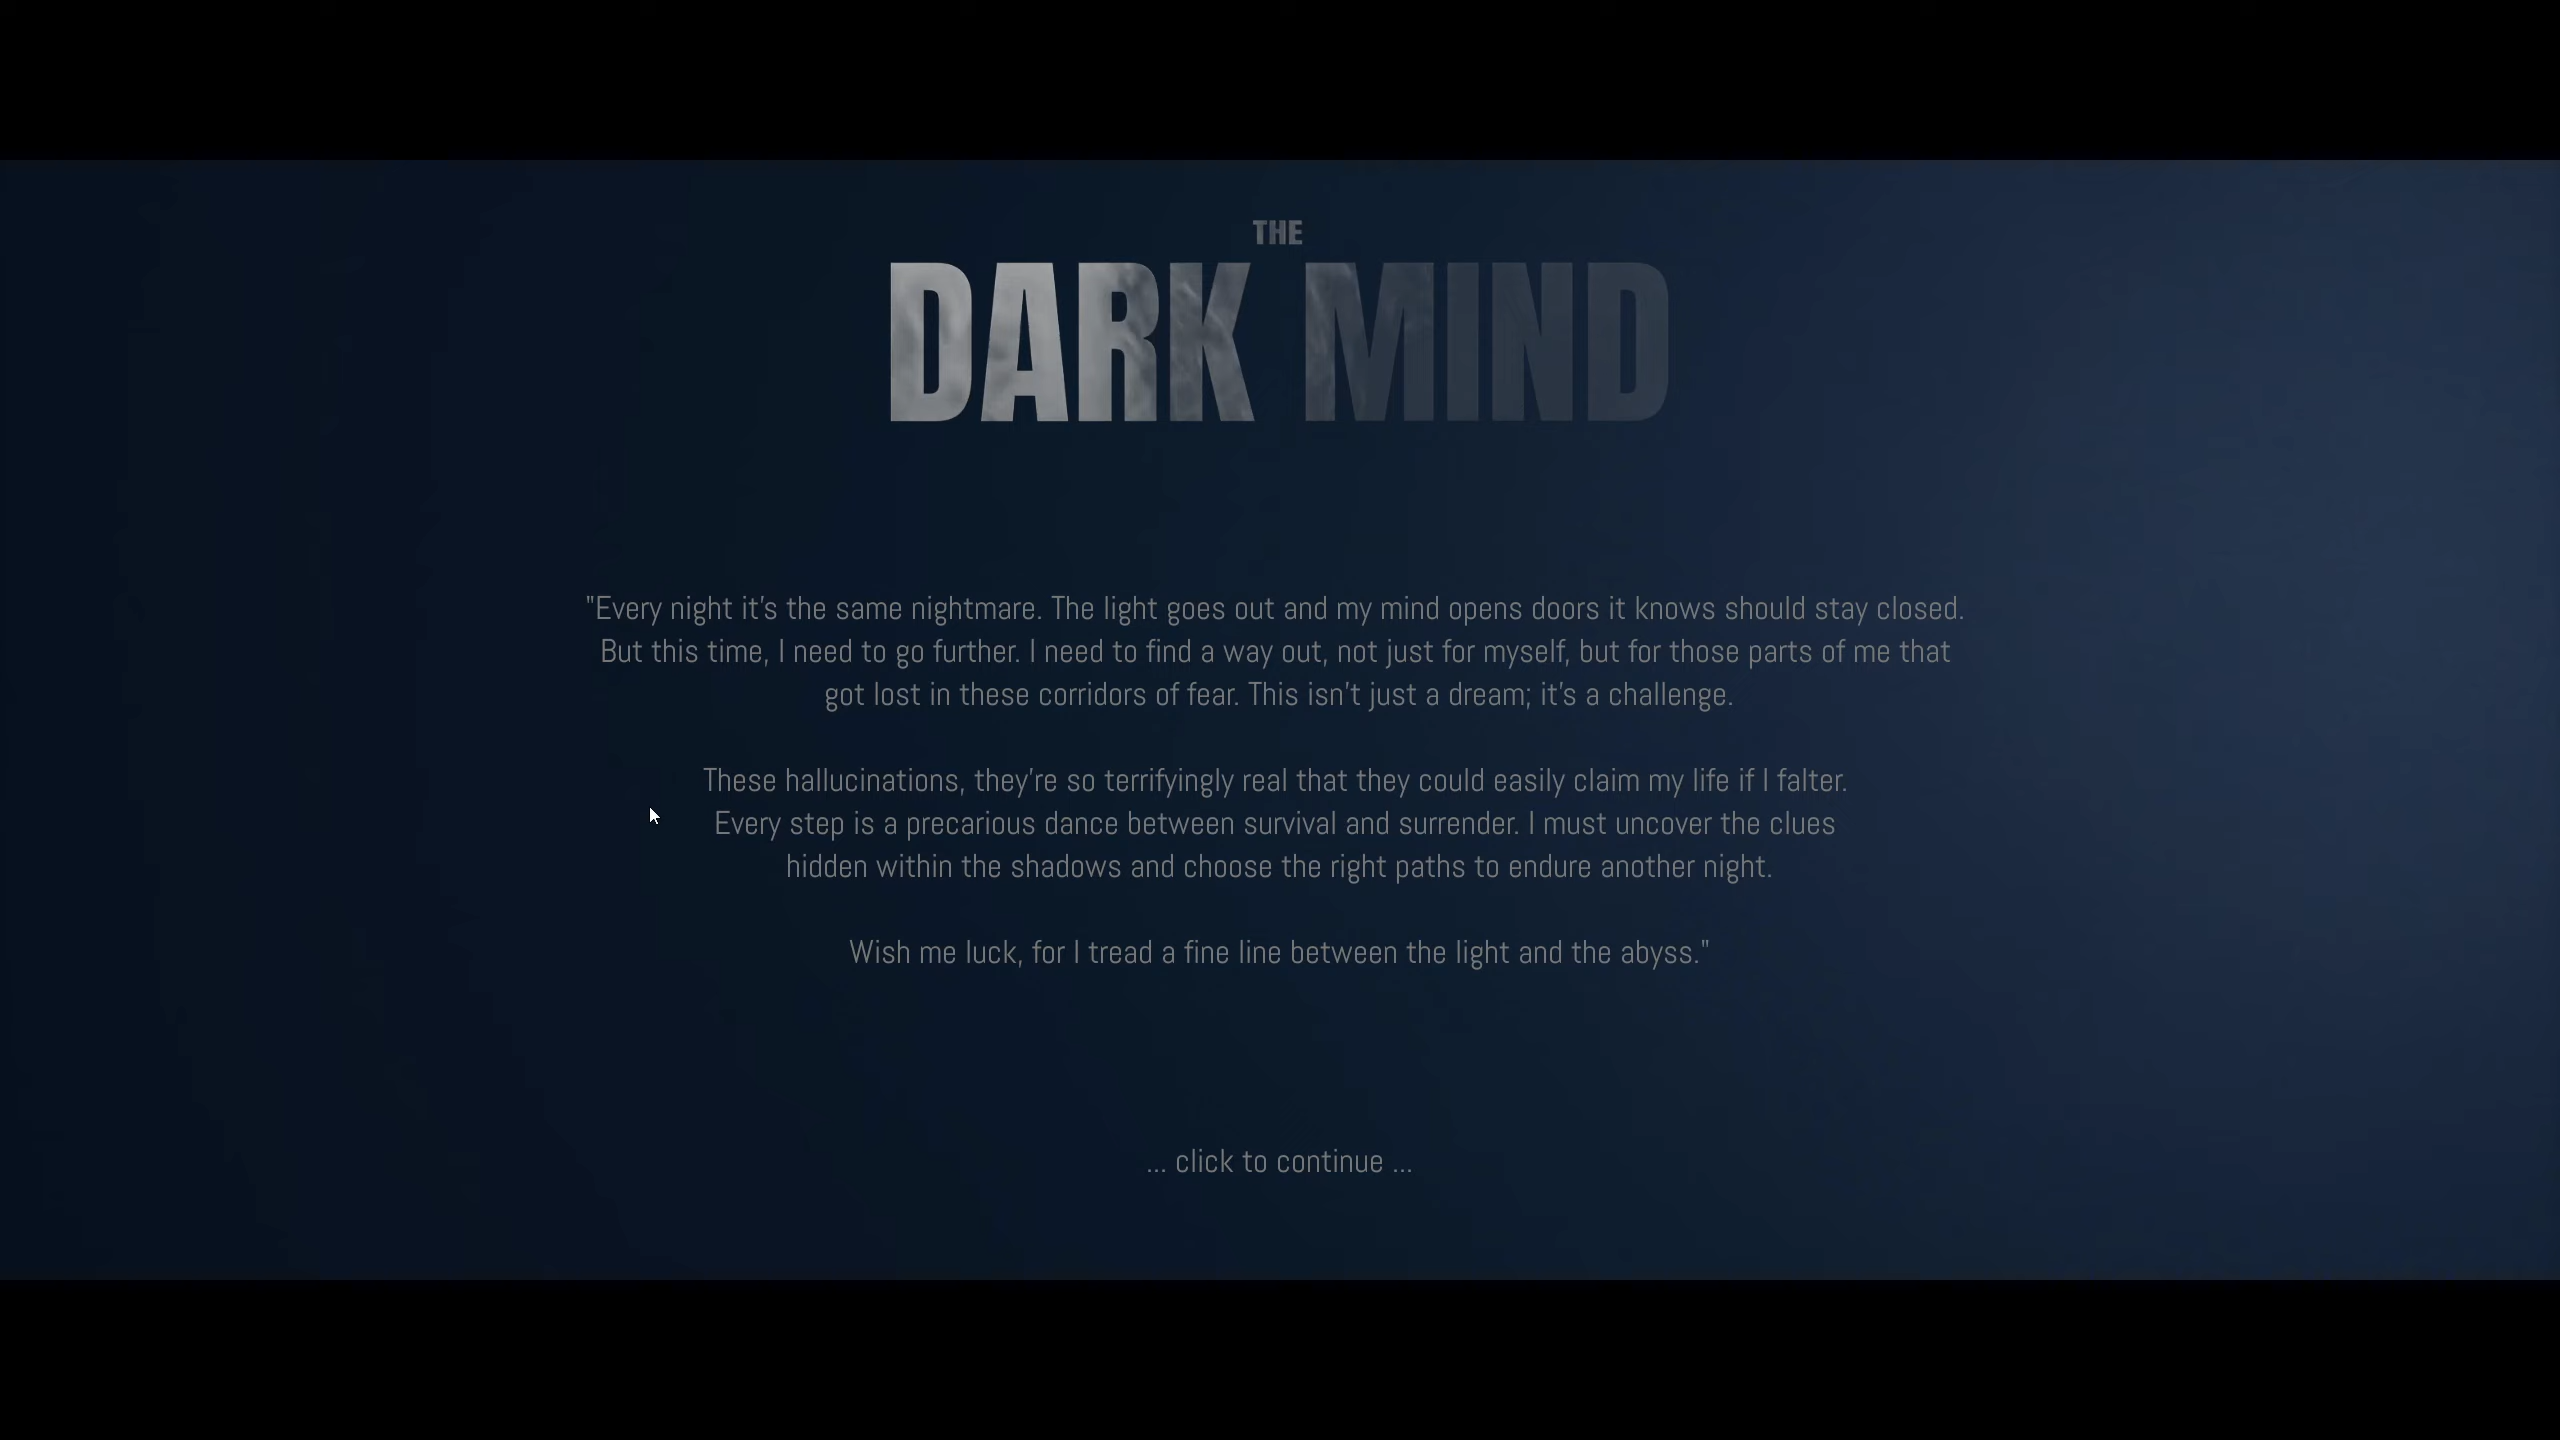 THE
DARK MIND
"Every night it's the same nightmare. The light goes out and my mind opens doors it knows should stay closed.
But this time, I need to go further. I need to find a way out, not just for myself, but for those parts of me that
got lost in these corridors of fear. This isn't just a dream; it's a challenge.
These hallucinations, they're so terrifyingly real that they could easily claim my life if I falter.
Every step is a precarious dance between survival and surrender. I must uncover the clues
hidden within the shadows and choose the right paths to endure another night.
Wish me luck, for I tread a fine line between the light and the abyss."
... click to continue ...